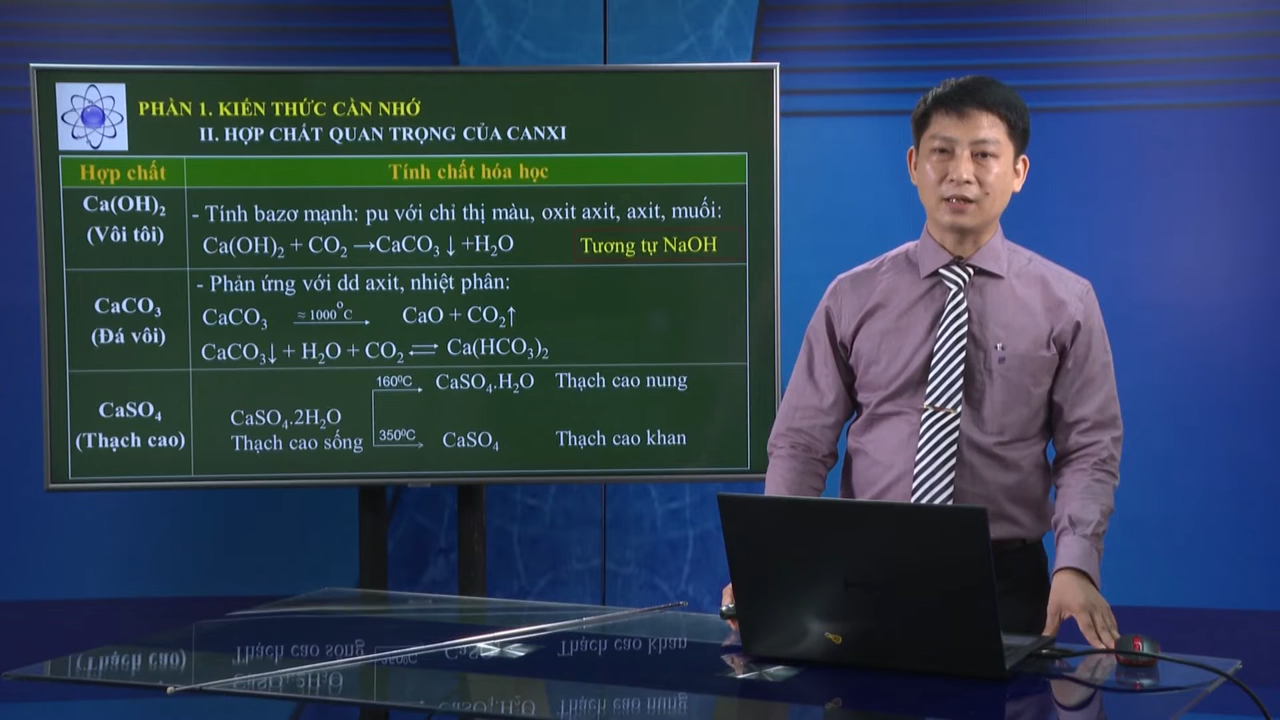 PHẦN 1. KIẾN THỨC CẦN NHỚ
II. HỢP CHẤT QUAN TRỌNG CỦA CANXI
Hợp chất Tính chất hóa học
Ca(OH)₂
(Vôi tôi)
- Tính bazơ mạnh: pu với chỉ thị màu, oxit axit, axit, muối:
Ca(OH)₂ + CO₂ →CaCO₃↓ +H₂O Tương tự NaOH
CaCO₃
(Đá vôi)
- Phản ứng với dd axit, nhiệt phân:
CaCO₃ ≈ 1000°C → CaO + CO₂↑
CaCO₃↓ + H₂O + CO₂ ⇌ Ca(HCO₃)₂
CaSO₄
(Thạch cao)
CaSO₄.2H₂O
Thạch cao sống
160⁰C → CaSO₄.H₂O Thạch cao nung
350⁰C → CaSO₄ Thạch cao khan